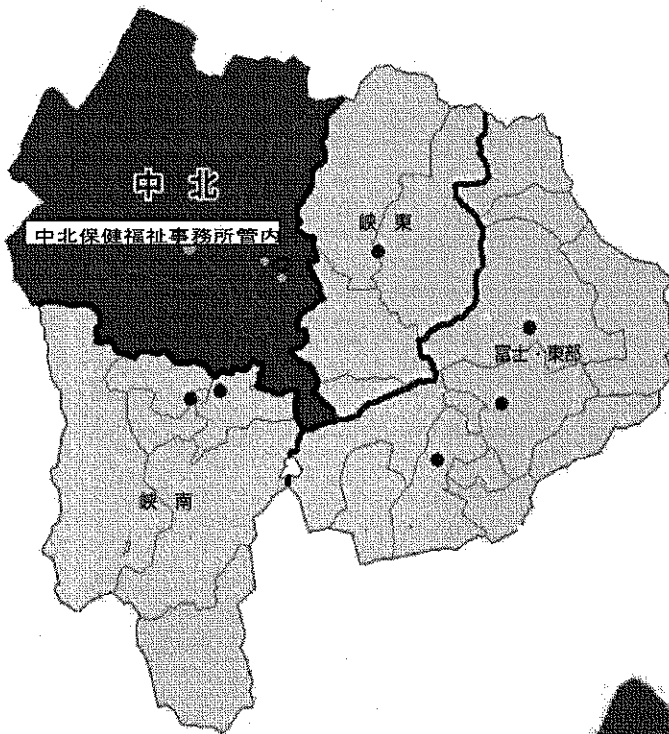 中北
中北保健福祉事務所管内
峡東
富士・東部
峡南